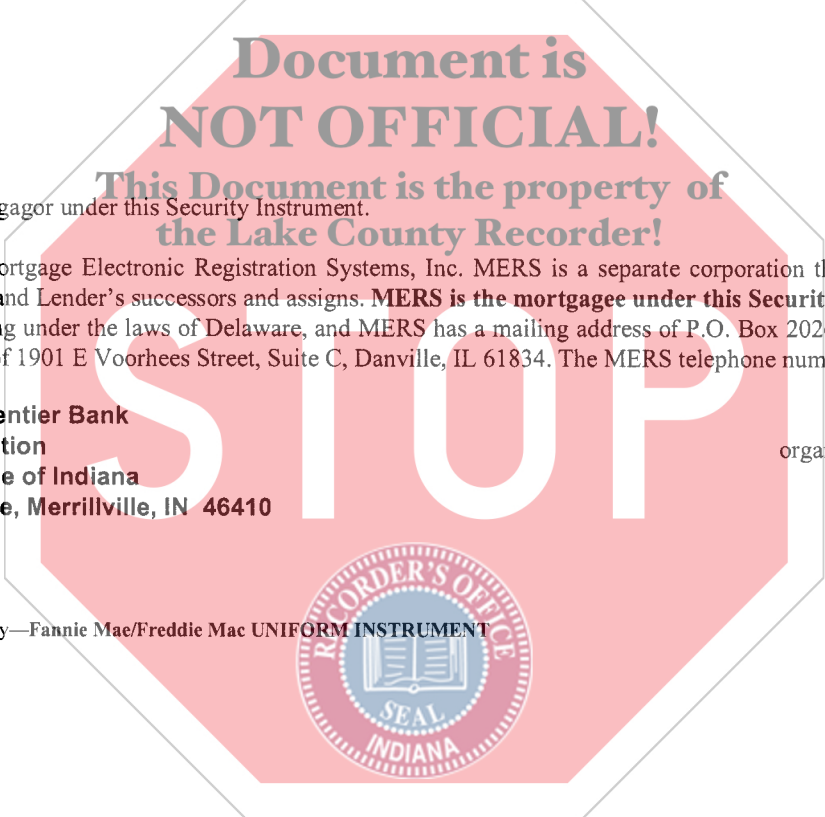 Document is
NOT OFFICIAL!
This Document is the property of
gagor under this Security Instrument.
the Lake County Recorder!
ortgage Electronic Registration Systems, Inc. MERS is a separate corporation t
and Lender's successors and assigns. MERS is the mortgagee under this Securit
g under the laws of Delaware, and MERS has a mailing address of P.O. Box 202
of 1901 E Voorhees Street, Suite C, Danville, IL 61834. The MERS telephone num
STOP
entier Bank
tion
orga
e of Indiana
e, Merrillville, IN 46410
y—Fannie Mae/Freddie Mac UNIFORM INSTRUMENT
RECORDER'S OFFICE
SEAL
INDIANA